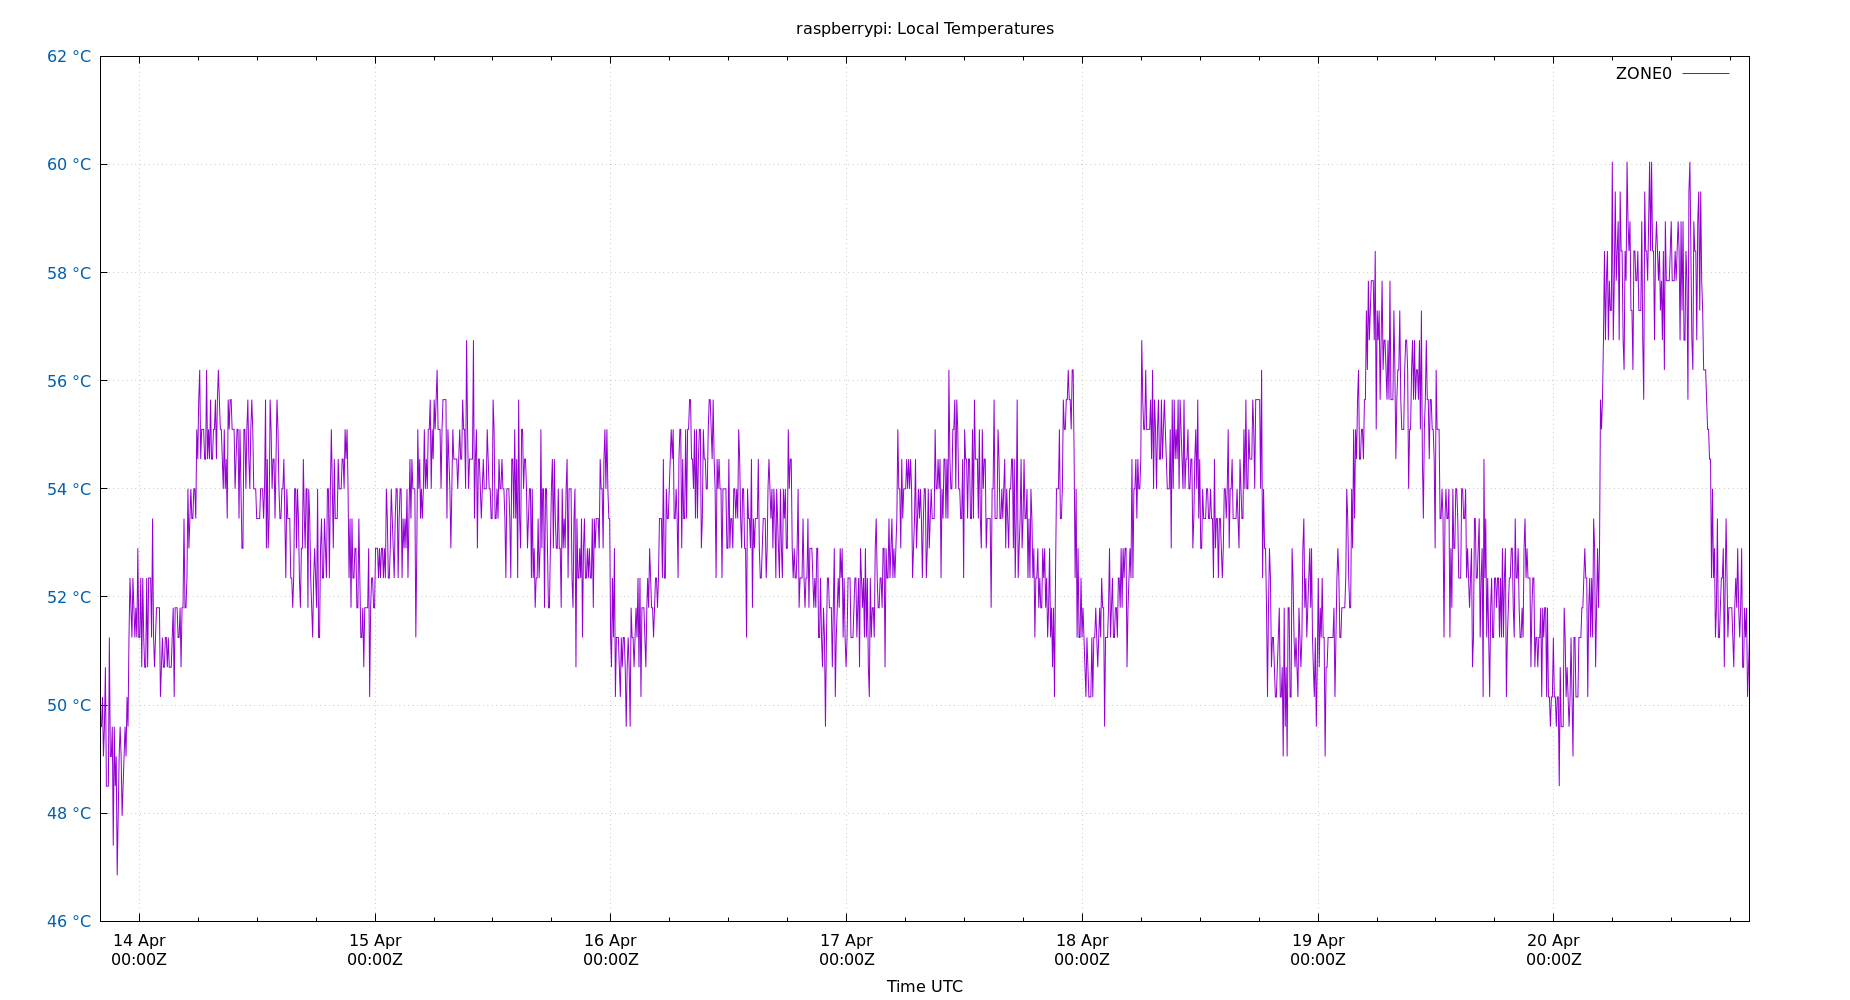 raspberrypi: Local Temperatures
62 °C
ZONE0
60 °C
58 °C
56 °C
54 °C
52 °C
50 °C
48 °C
46 °C
14 Apr 15 Apr 16 Apr 17 Apr 18 Apr 19 Apr 20 Apr
00:00Z 00:00Z 00:00Z 00:00Z 00:00Z 00:00Z 00:00Z
Time UTC